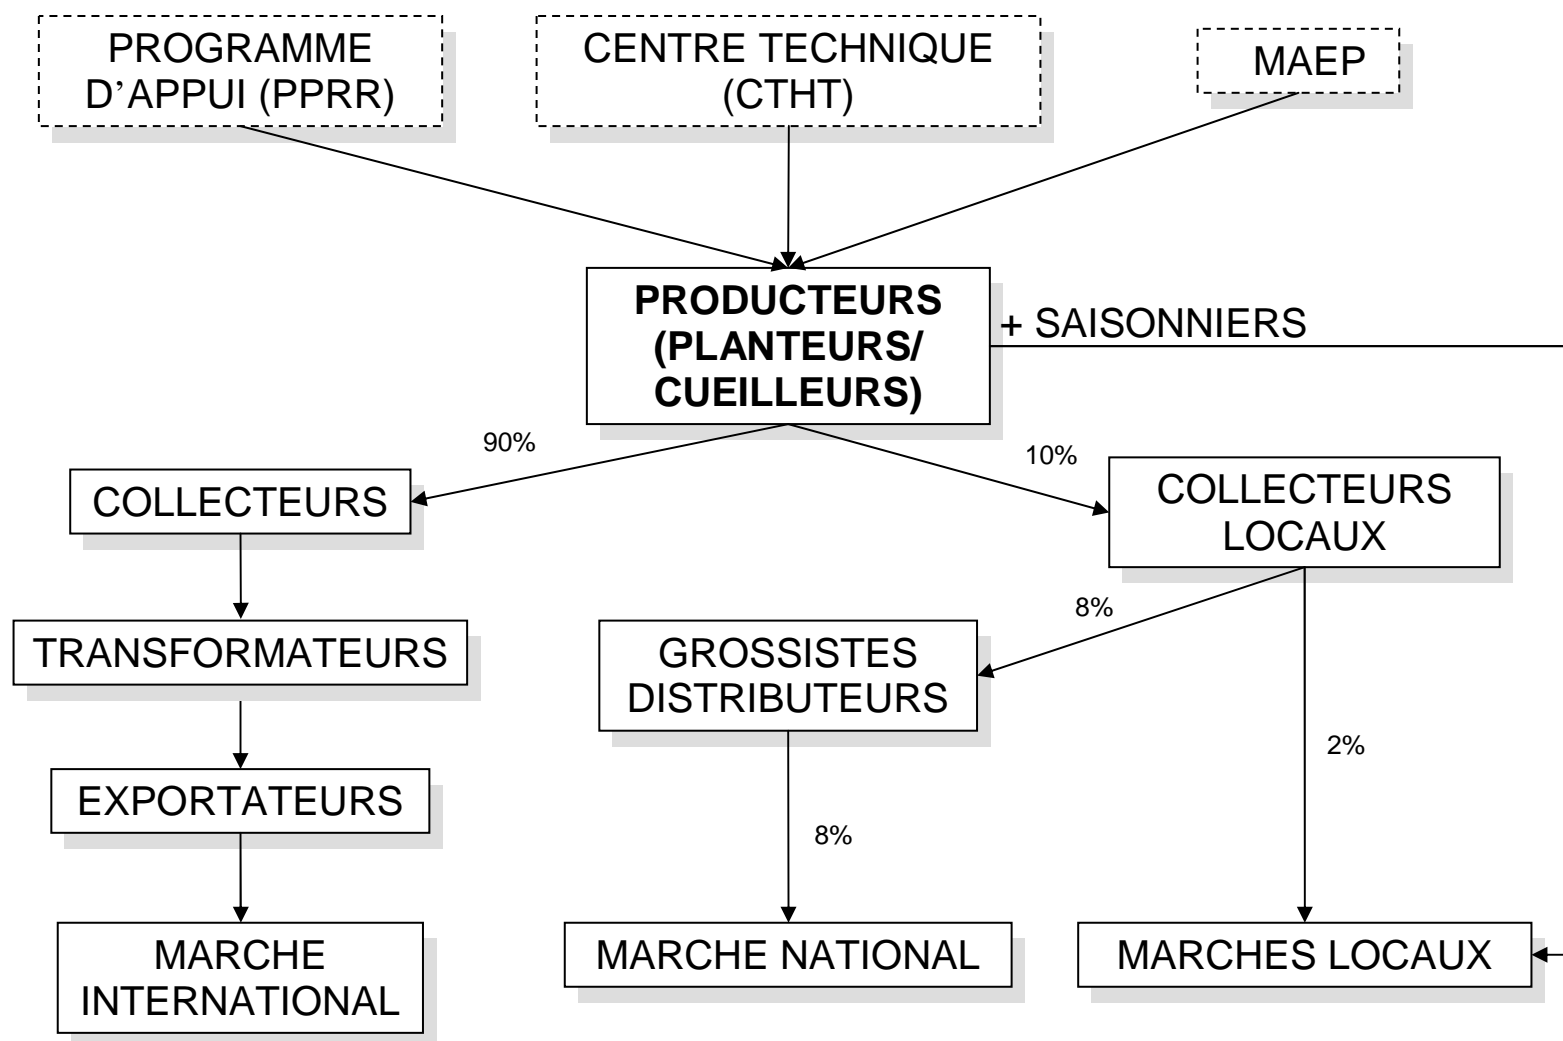 PROGRAMME
D’APPUI (PPRR)
CENTRE TECHNIQUE
(CTHT)
MAEP
PRODUCTEURS
(PLANTEURS/
CUEILLEURS)
+ SAISONNIERS
90%
10%
COLLECTEURS
COLLECTEURS
LOCAUX
8%
TRANSFORMATEURS
GROSSISTES
DISTRIBUTEURS
2%
EXPORTATEURS
8%
MARCHE
INTERNATIONAL
MARCHE NATIONAL
MARCHES LOCAUX